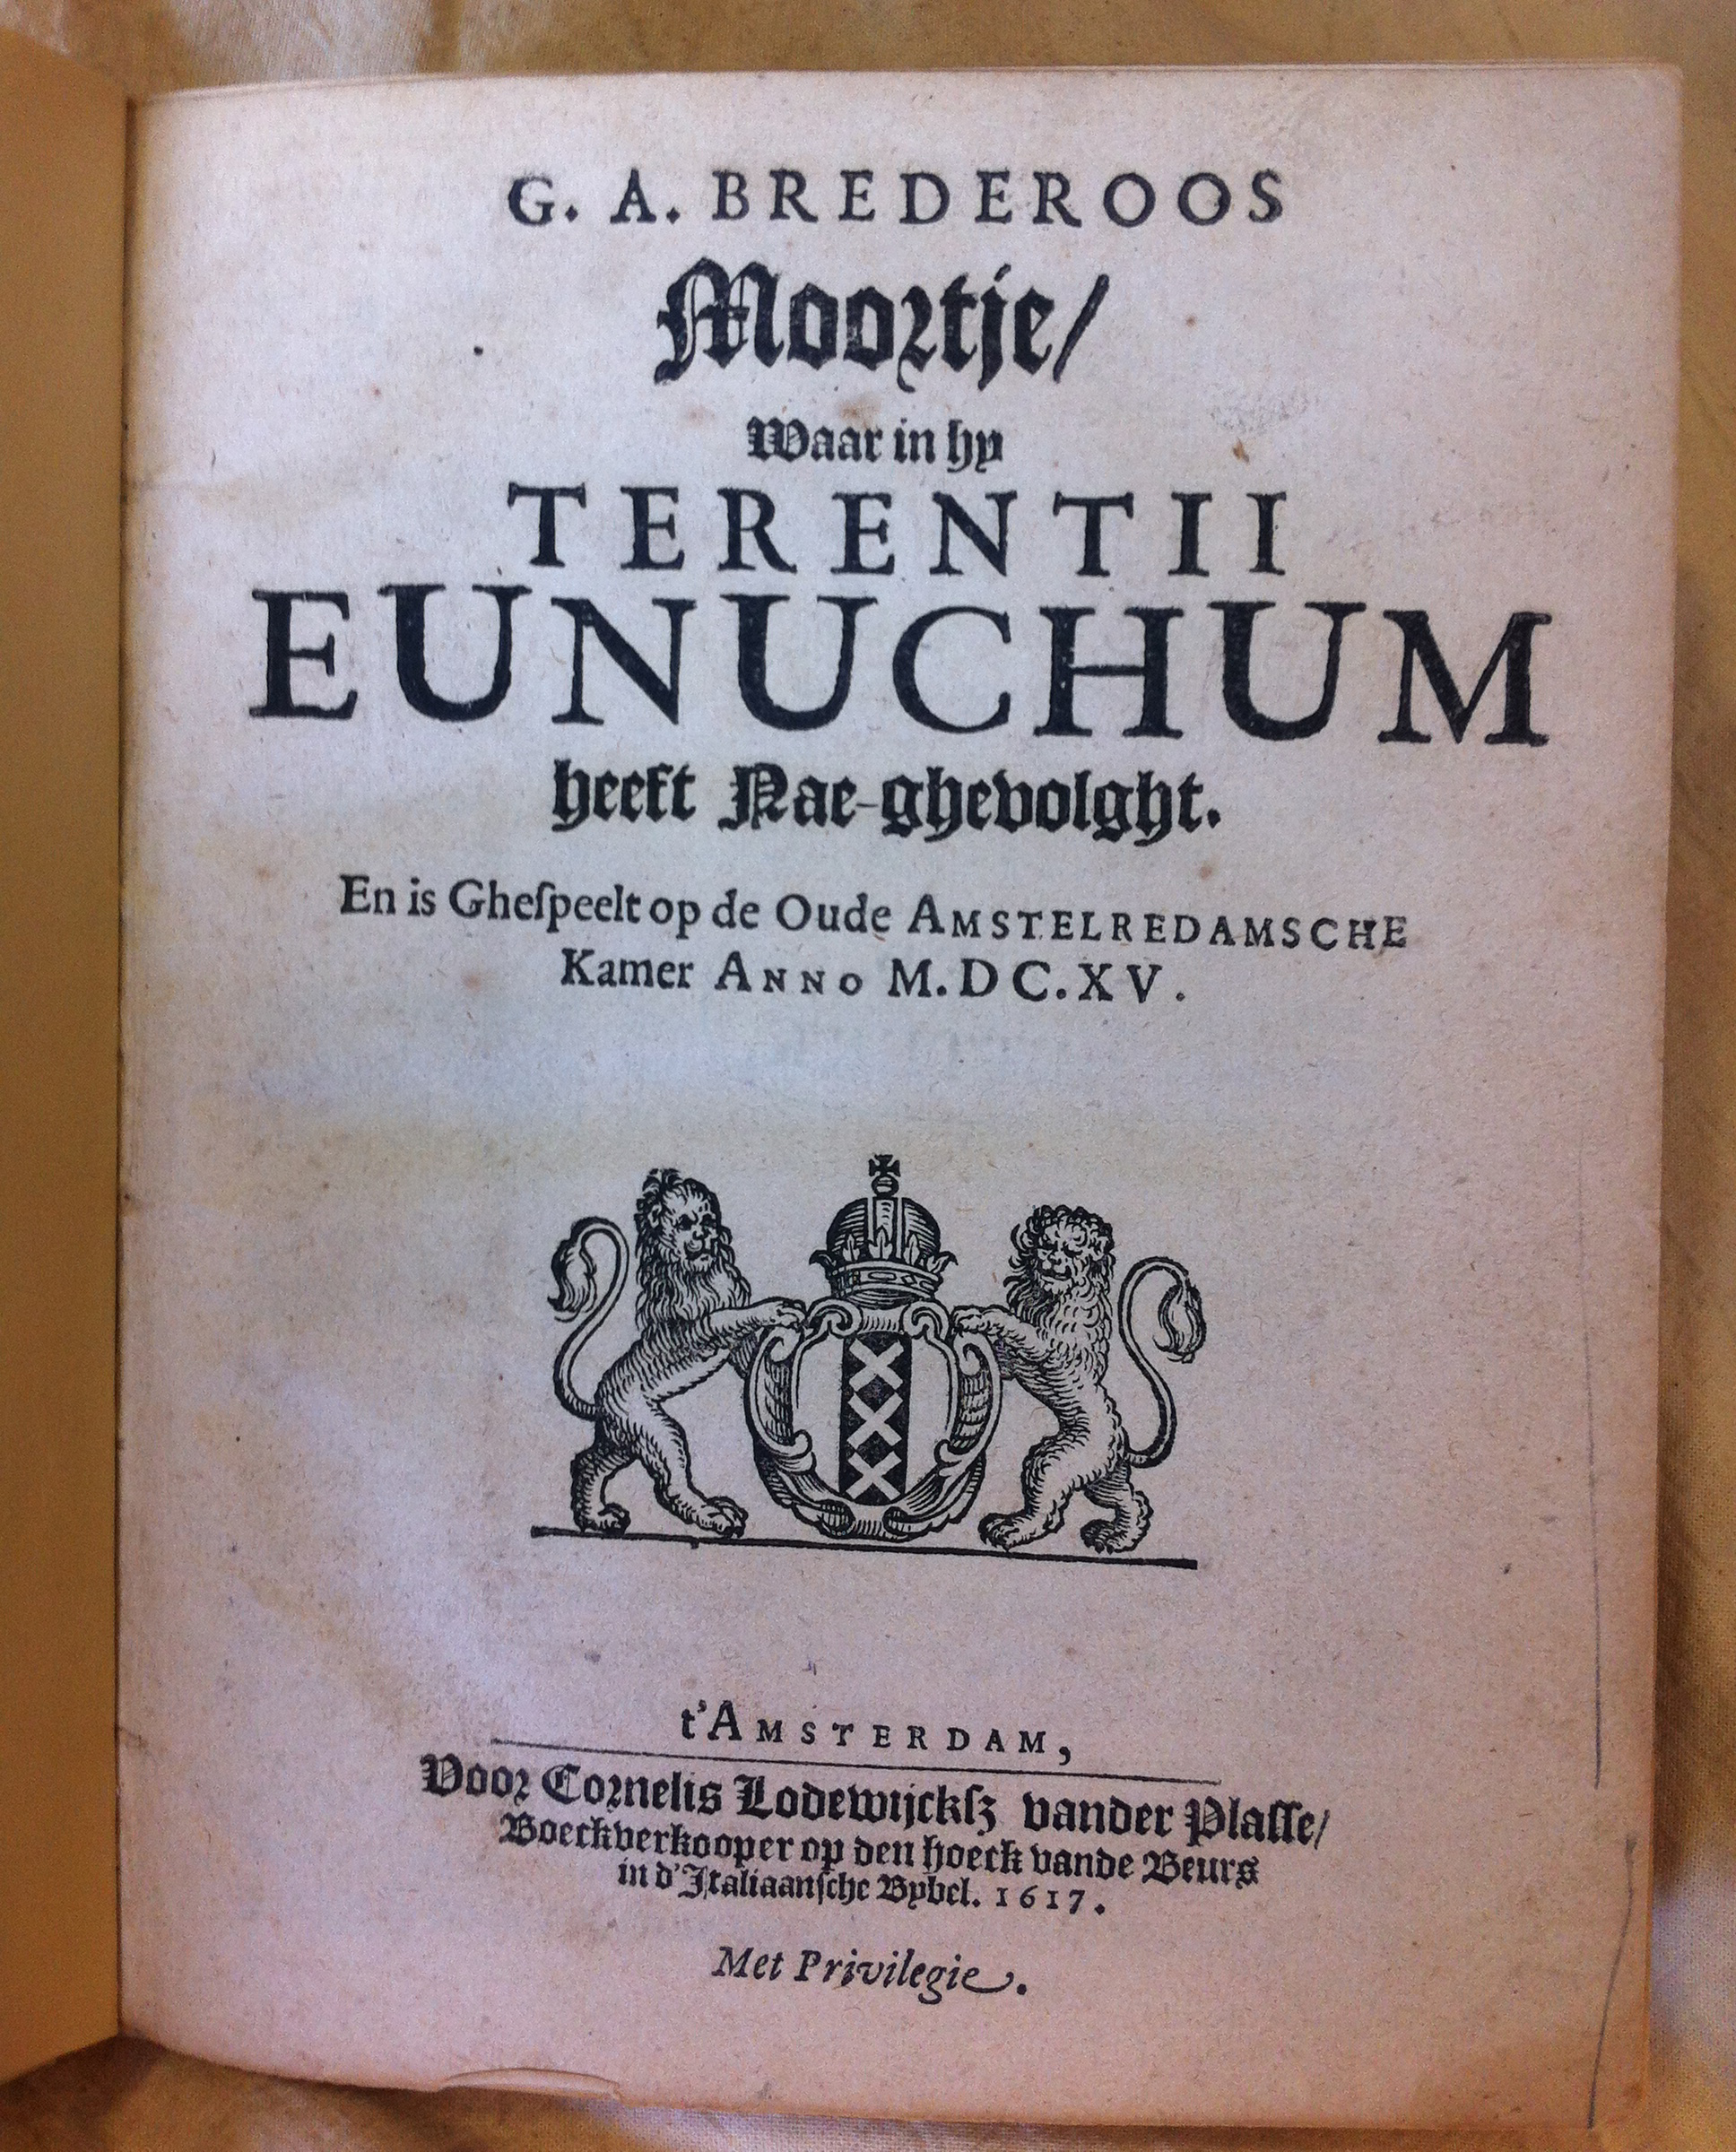 G. A. BREDEROOS
Moortje/
Waar in hy
TERENTII
EUNUCHUM
heeft Nae-ghevolght.
En is Gheſpeelt op de Oude AMSTELREDAMSCHE
Kamer ANNO M.DC.XV.
t'AMSTERDAM,
Voor Cornelis Lodewijckſz vander Plaſſe/
Boeckverkooper op den hoeck vande Beurs
in d'Italiaanſche Bybel. 1617.
Met Privilegie.